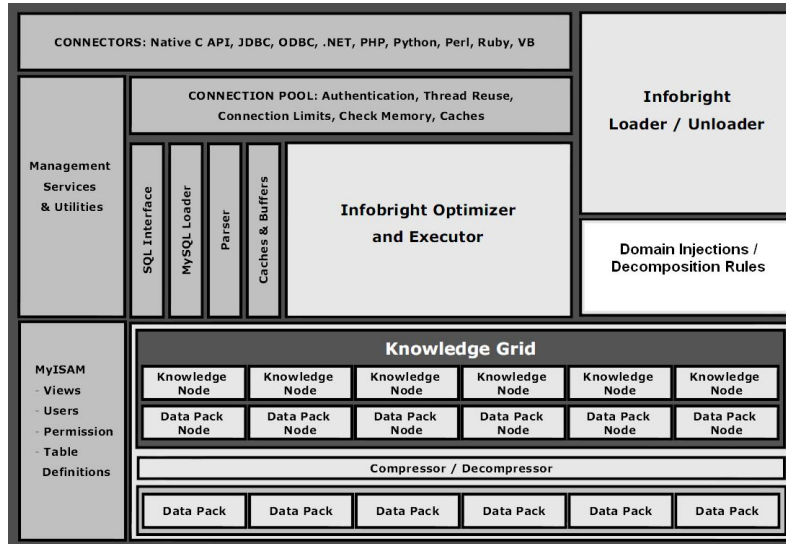 CONNECTORS: Native C API, JDBC, ODBC, .NET, PHP, Python, Perl, Ruby, VB
CONNECTION POOL: Authentication, Thread Reuse,
Connection Limits, Check Memory, Caches
Infobright
Loader / Unloader
Management
Services
& Utilities
SQL Interface
MySQL Loader
Parser
Caches & Buffers
Infobright Optimizer
and Executor
Domain Injections /
Decomposition Rules
MyISAM
- Views
- Users
- Permission
- Table
Definitions
Knowledge Grid
Knowledge
Node
Knowledge
Node
Knowledge
Node
Knowledge
Node
Knowledge
Node
Knowledge
Node
Data Pack
Node
Data Pack
Node
Data Pack
Node
Data Pack
Node
Data Pack
Node
Data Pack
Node
Compressor / Decompressor
Data Pack
Data Pack
Data Pack
Data Pack
Data Pack
Data Pack